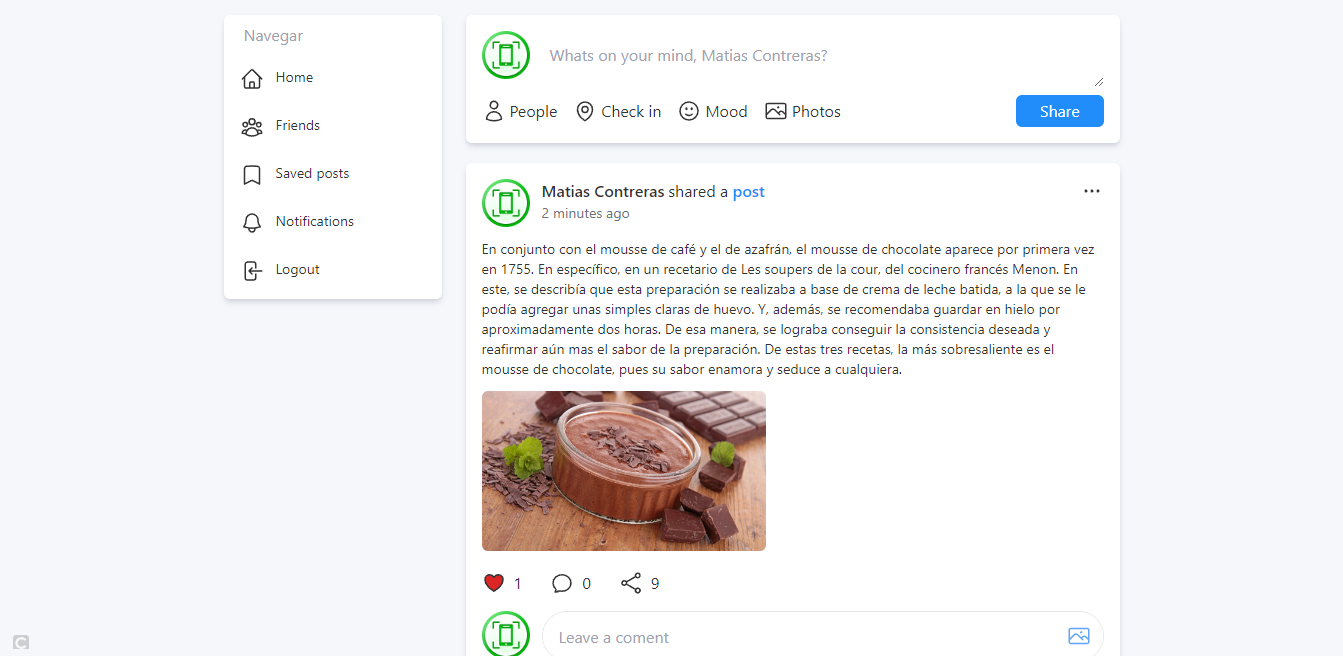 Navegar
Home
Friends
Saved posts
Notifications
Logout
Whats on your mind, Matias Contreras?
People Check in Mood Photos Share
Matias Contreras shared a post
2 minutes ago
En conjunto con el mousse de café y el de azafrán, el mousse de chocolate aparece por primera vez
en 1755. En específico, en un recetario de Les soupers de la cour, del cocinero francés Menon. En
este, se describía que esta preparación se realizaba a base de crema de leche batida, a la que se le
podía agregar unas simples claras de huevo. Y, además, se recomendaba guardar en hielo por
aproximadamente dos horas. De esa manera, se lograba conseguir la consistencia deseada y
reafirmar aún mas el sabor de la preparación. De estas tres recetas, la más sobresaliente es el
mousse de chocolate, pues su sabor enamora y seduce a cualquiera.
1 0 9
Leave a coment
C